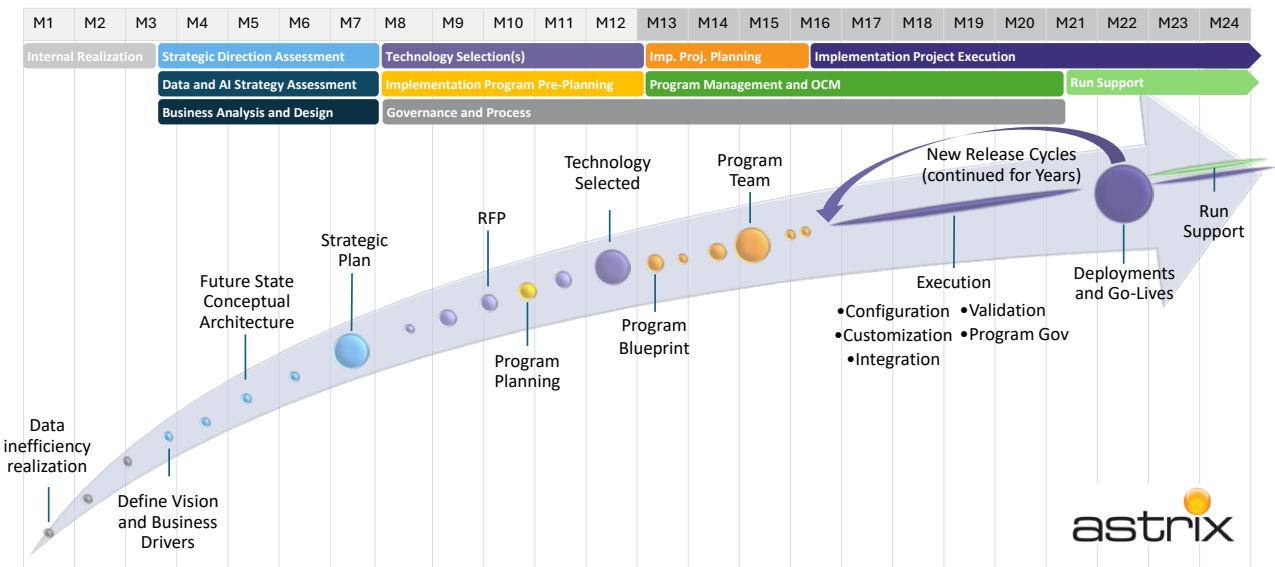 M1 M2 M3 M4 M5 M6 M7 M8 M9 M10 M11 M12 M13 M14 M15 M16 M17 M18 M19 M20 M21 M22 M23 M24
Internal Realization
Strategic Direction Assessment
Technology Selection(s)
Imp. Proj. Planning
Implementation Project Execution
Data and AI Strategy Assessment
Implementation Program Pre-Planning
Program Management and OCM
Run Support
Business Analysis and Design
Governance and Process
Data
inefficiency
realization
Define Vision
and Business
Drivers
Future State
Conceptual
Architecture
Strategic
Plan
RFP
Program
Planning
Technology
Selected
Program
Blueprint
Program
Team
New Release Cycles
(continued for Years)
Execution
•Configuration •Validation
•Customization •Program Gov
•Integration
Deployments
and Go-Lives
Run
Support
astrix